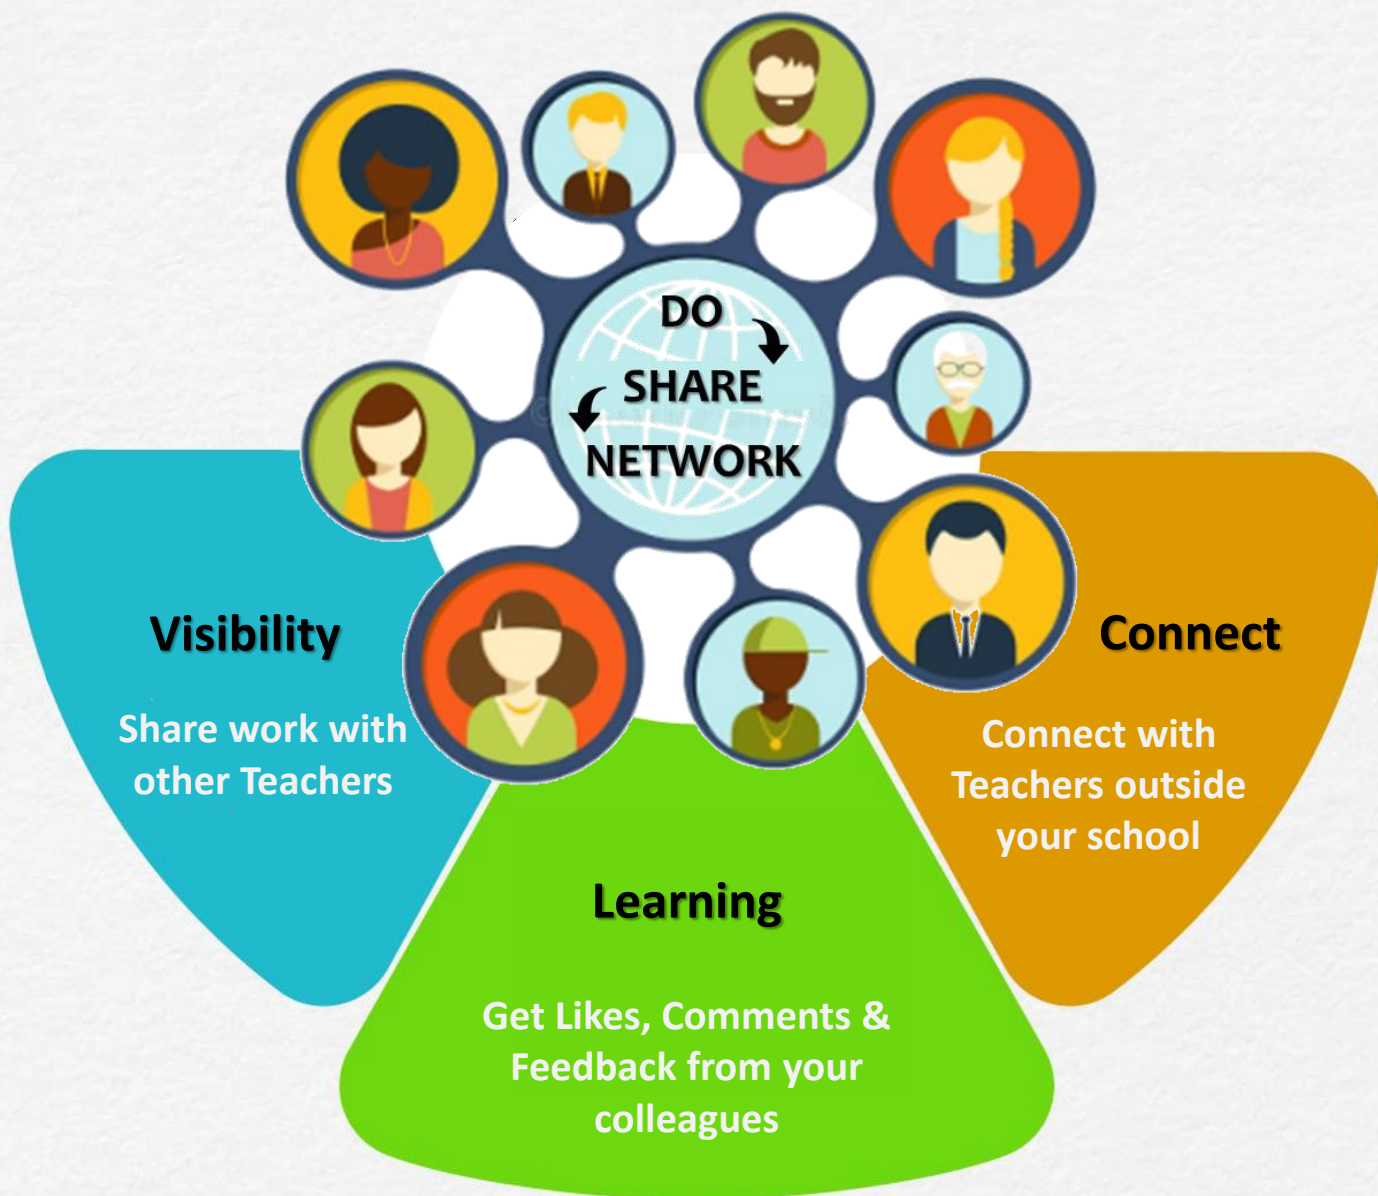 DO
SHARE
NETWORK
Visibility
Share work with
other Teachers
Learning
Get Likes, Comments &
Feedback from your
colleagues
Connect
Connect with
Teachers outside
your school